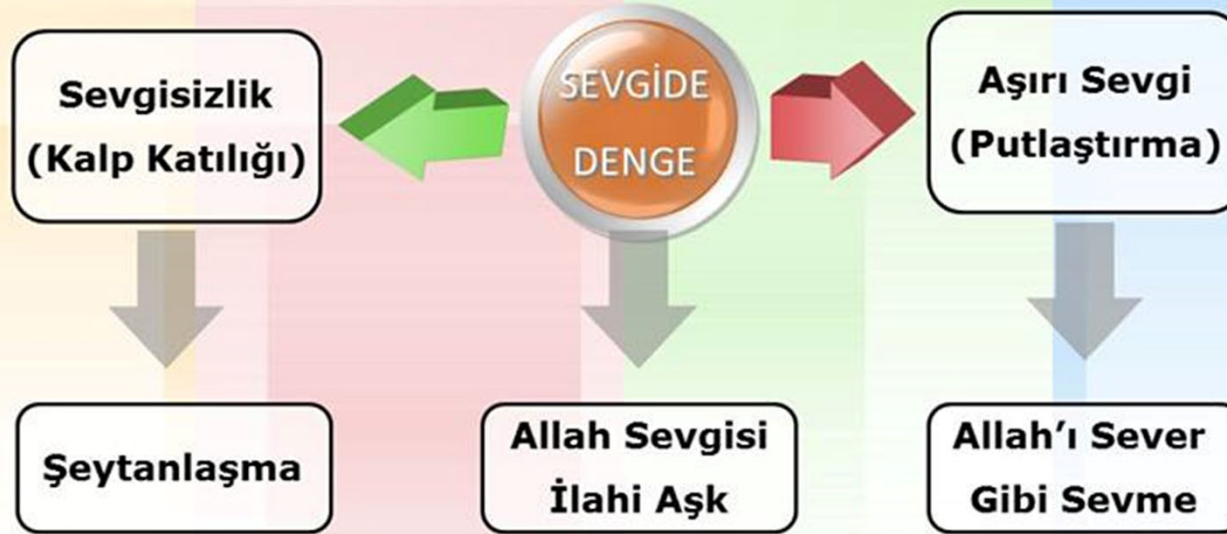 Sevgisizlik
(Kalp Katılığı)
SEVGİDE
DENGE
Aşırı Sevgi
(Putlaştırma)
Şeytanlaşma
Allah Sevgisi
İlahi Aşk
Allah’ı Sever
Gibi Sevme